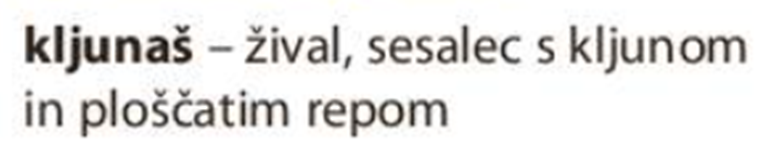 kljunaš – žival, sesalec s kljunom
in ploščatim repom